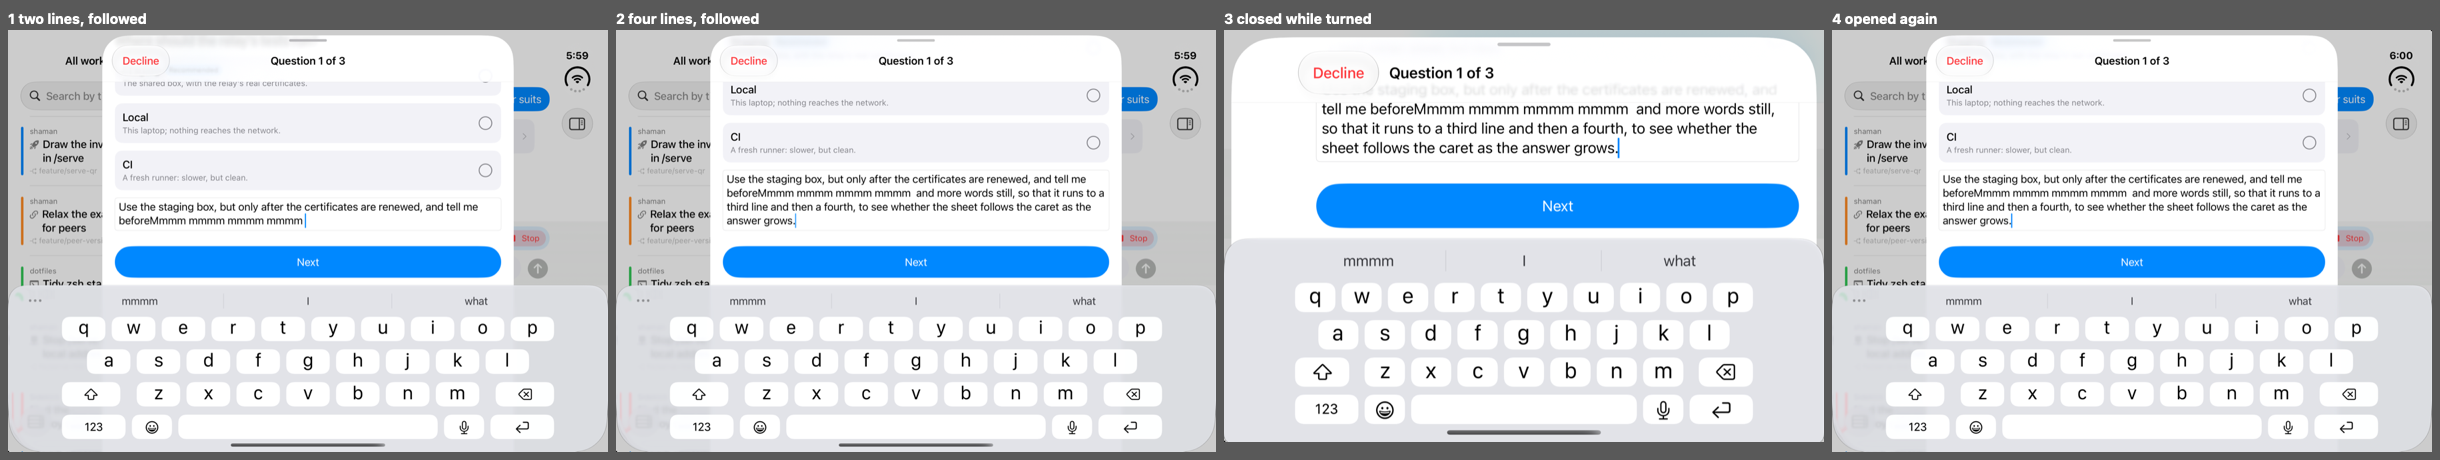 1 two lines, followed
All work
5:59
Decline
Question 1 of 3
Search by t
The shared box, with the relay's real certificates.
r suits
Local
This laptop; nothing reaches the network.
shaman
Draw the inv
in /serve
feature/serve-qr
CI
A fresh runner: slower, but clean.
shaman
Relax the ex
for peers
feature/peer-versi
Use the staging box, but only after the certificates are renewed, and tell me
beforeMmmm mmmm mmmm mmmm
Stop
dotfiles
Tidy zsh sta
Next
mmmm I what
q w e r t y u i o p
a s d f g h j k l
z x c v b n m
123
2 four lines, followed
All work
5:59
Decline
Question 1 of 3
Search by t
Local
This laptop; nothing reaches the network.
suits
shaman
Draw the inv
in /serve
feature/serve-qr
CI
A fresh runner: slower, but clean.
shaman
Relax the ex
for peers
feature/peer-versi
Use the staging box, but only after the certificates are renewed, and tell me
beforeMmmm mmmm mmmm mmmm and more words still, so that it runs to a
third line and then a fourth, to see whether the sheet follows the caret as the
answer grows.
Stop
dotfiles
Tidy zsh sta
Next
mmmm I what
q w e r t y u i o p
a s d f g h j k l
z x c v b n m
123
3 closed while turned
Decline
Question 1 of 3
Use the staging box, but only after the certificates are renewed, and
tell me beforeMmmm mmmm mmmm mmmm and more words still,
so that it runs to a third line and then a fourth, to see whether the
sheet follows the caret as the answer grows.
Next
mmmm I what
q w e r t y u i o p
a s d f g h j k l
z x c v b n m
123
4 opened again
All work
6:00
Decline
Question 1 of 3
Search by t
Local
This laptop; nothing reaches the network.
r suits
shaman
Draw the inv
in /serve
feature/serve-qr
CI
A fresh runner: slower, but clean.
shaman
Relax the ex
for peers
feature/peer-versi
Use the staging box, but only after the certificates are renewed, and tell me
beforeMmmm mmmm mmmm mmmm and more words still, so that it runs to a
third line and then a fourth, to see whether the sheet follows the caret as the
answer grows.
Stop
dotfiles
Tidy zsh sta
Next
mmmm I what
q w e r t y u i o p
a s d f g h j k l
z x c v b n m
123